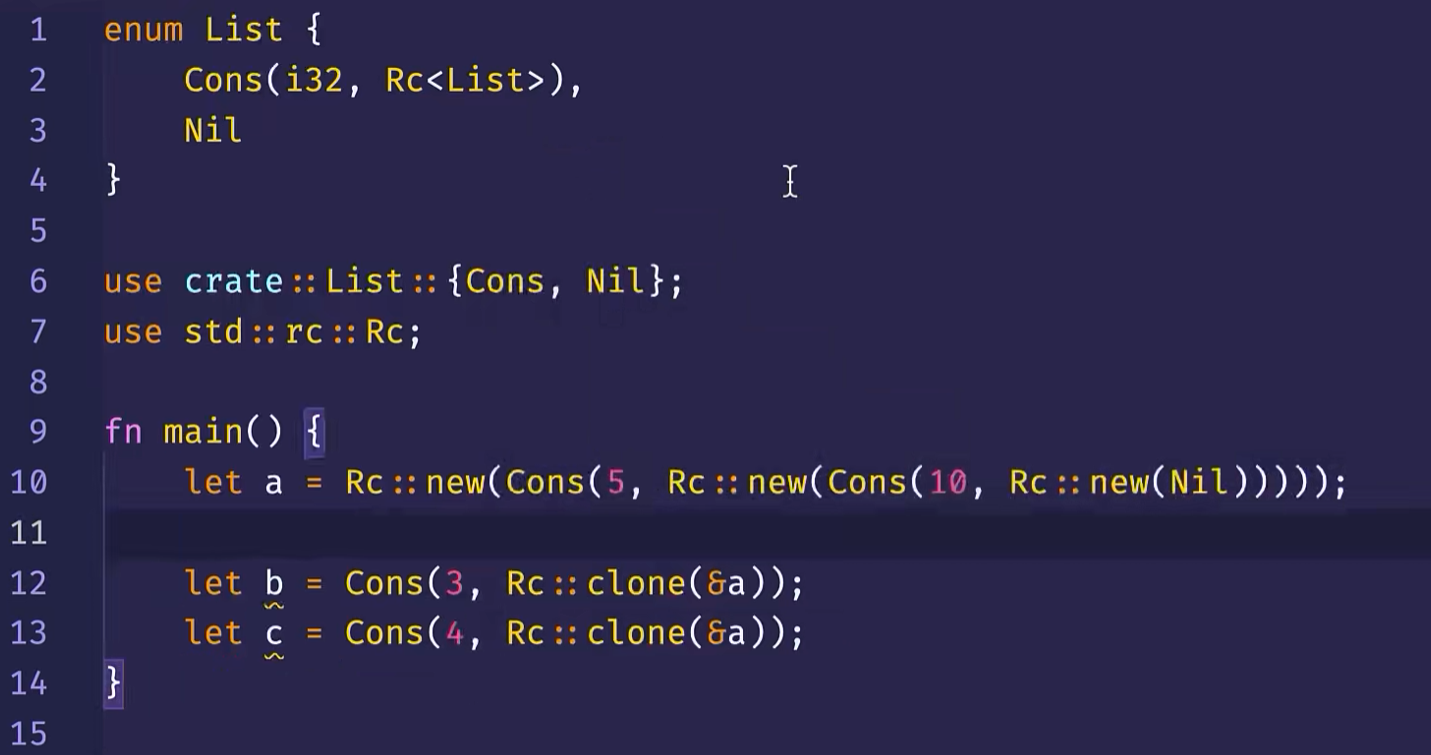 1 enum List {
2     Cons(i32, Rc<List>),
3     Nil
4 }
5
6 use crate::List::{Cons, Nil};
7 use std::rc::Rc;
8
9 fn main() {
10     let a = Rc::new(Cons(5, Rc::new(Cons(10, Rc::new(Nil)))));
11
12     let b = Cons(3, Rc::clone(&a));
13     let c = Cons(4, Rc::clone(&a));
14 }
15